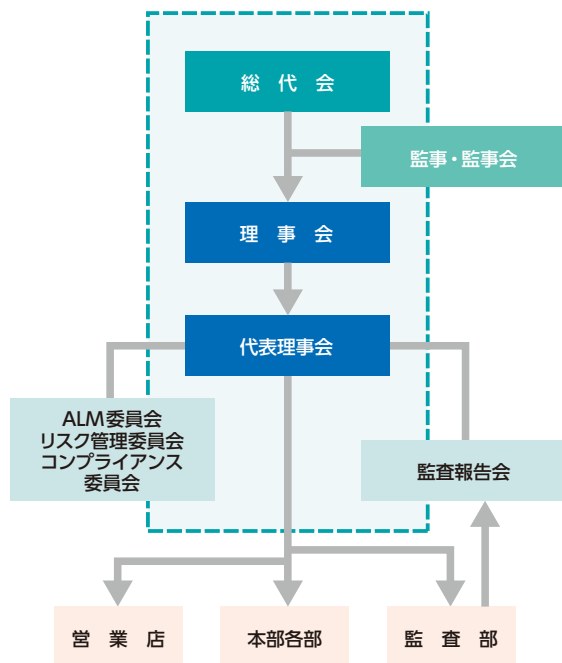 総代会
監事・監事会
理事会
代表理事会
ALM委員会
リスク管理委員会
コンプライアンス
委員会
監査報告会
営業店
本部各部
監査部